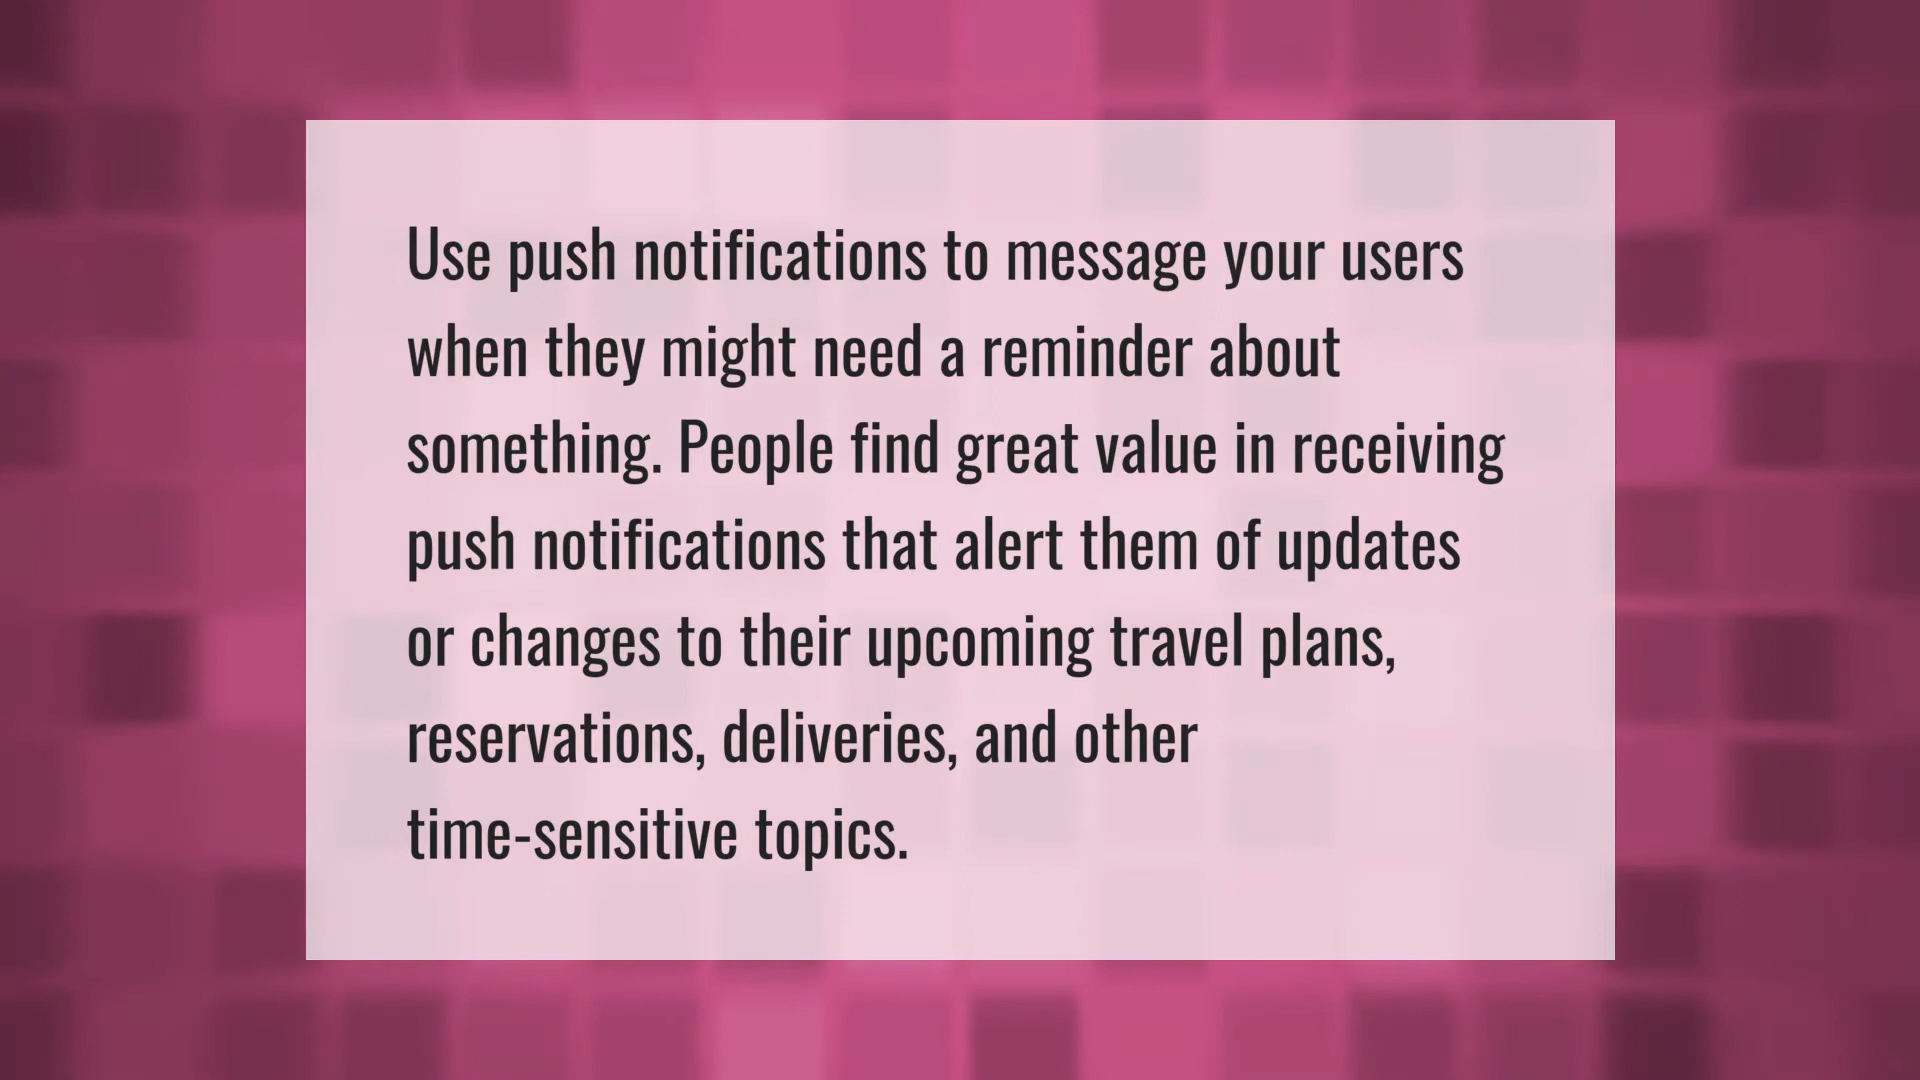 Use push notifications to message your users
when they might need a reminder about
something. People find great value in receiving
push notifications that alert them of updates
or changes to their upcoming travel plans,
reservations, deliveries, and other
time-sensitive topics.